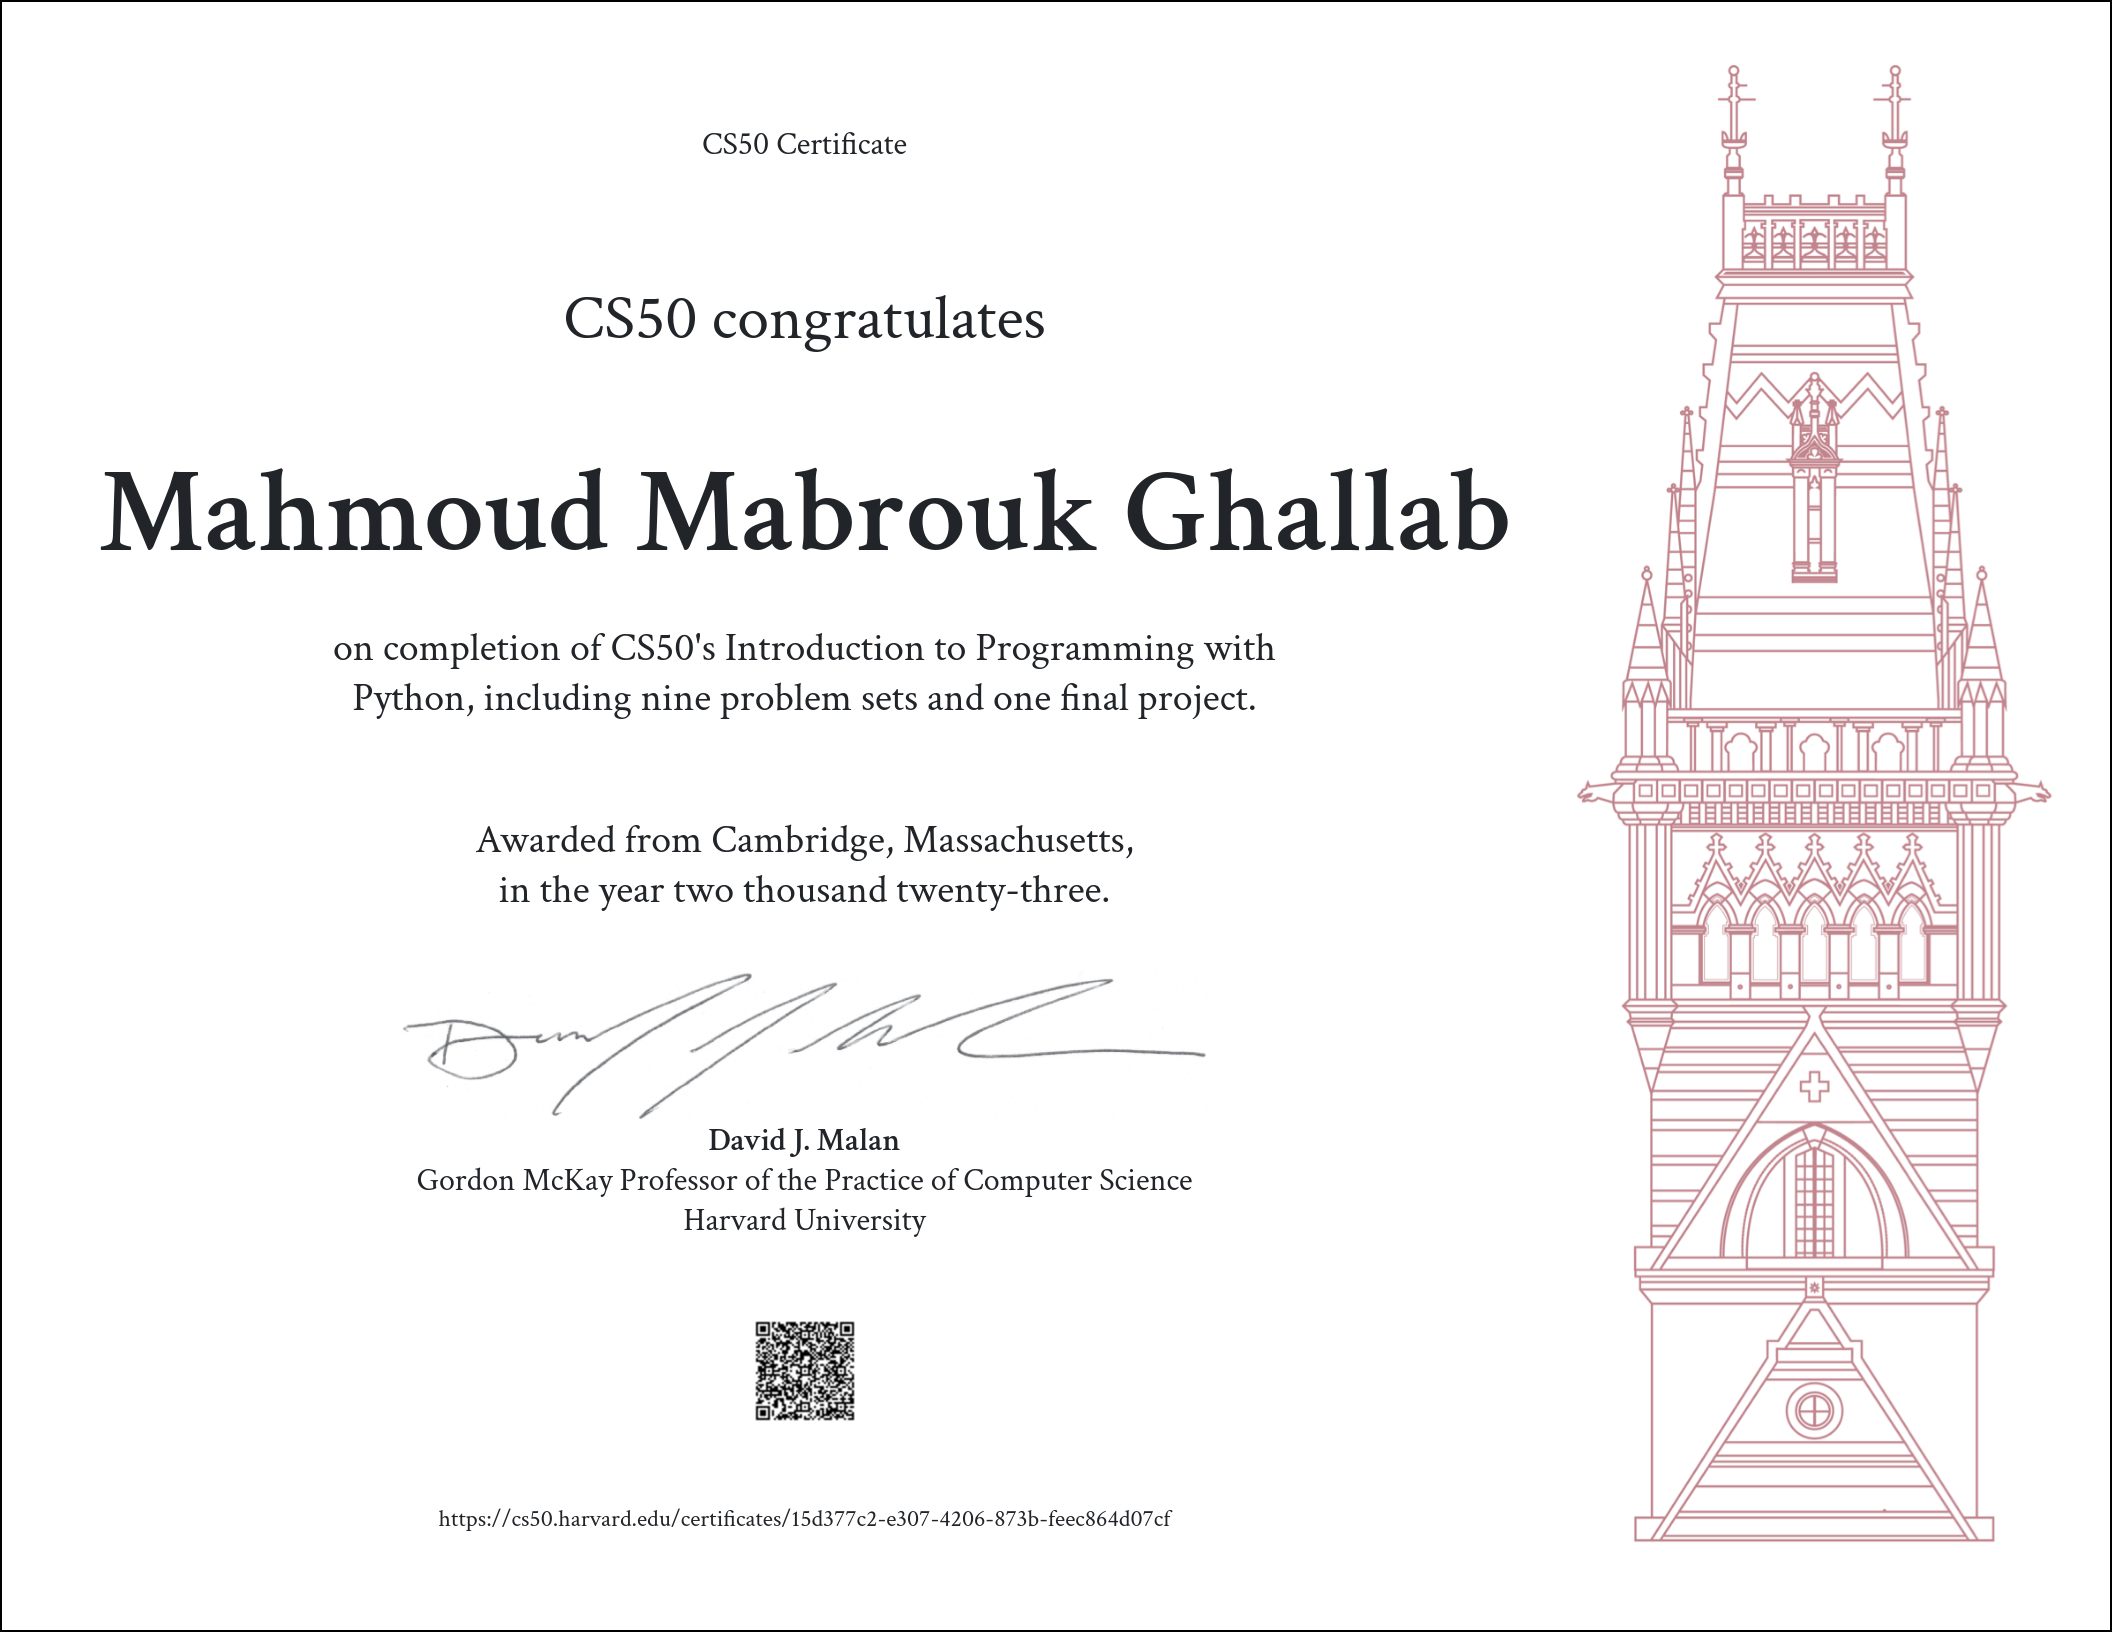 CS50 Certificate
CS50 congratulates
Mahmoud Mabrouk Ghallab
on completion of CS50's Introduction to Programming with
Python, including nine problem sets and one final project.
Awarded from Cambridge, Massachusetts,
in the year two thousand twenty-three.
David J. Malan
Gordon McKay Professor of the Practice of Computer Science
Harvard University
https://cs50.harvard.edu/certificates/15d377c2-e307-4206-873b-feec864d07cf